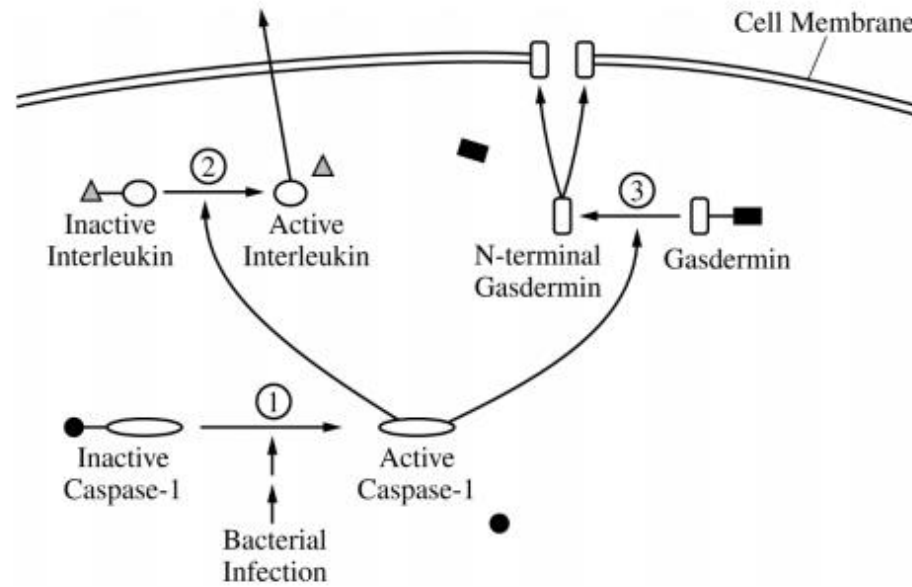 Cell Membrane
2
3
Inactive
Interleukin
Active
Interleukin
N-terminal
Gasdermin
Gasdermin
1
Inactive
Caspase-1
Active
Caspase-1
Bacterial
Infection